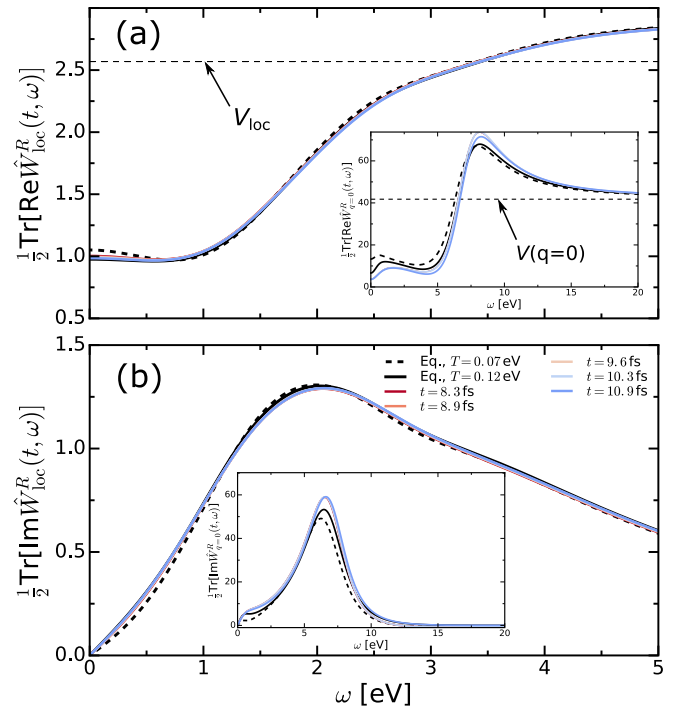 (a)
½Tr[ReŴ^R_loc(t, ω)]
2.5
2.0
1.5
1.0
0.5
V_loc
½Tr[ReŴ^R_{q=0}(t, ω)]
60
40
20
0
V(q=0)
0 5 10 15 20
ω [eV]
(b)
½Tr[ImŴ^R_loc(t, ω)]
1.5
1.0
0.5
0.0
Eq., T=0.07 eV
Eq., T=0.12 eV
t=8.3 fs
t=8.9 fs
t=9.6 fs
t=10.3 fs
t=10.9 fs
½Tr[ImŴ^R_{q=0}(t, ω)]
60
40
20
0
0 5 10 15 20
ω [eV]
0 1 2 3 4 5
ω [eV]